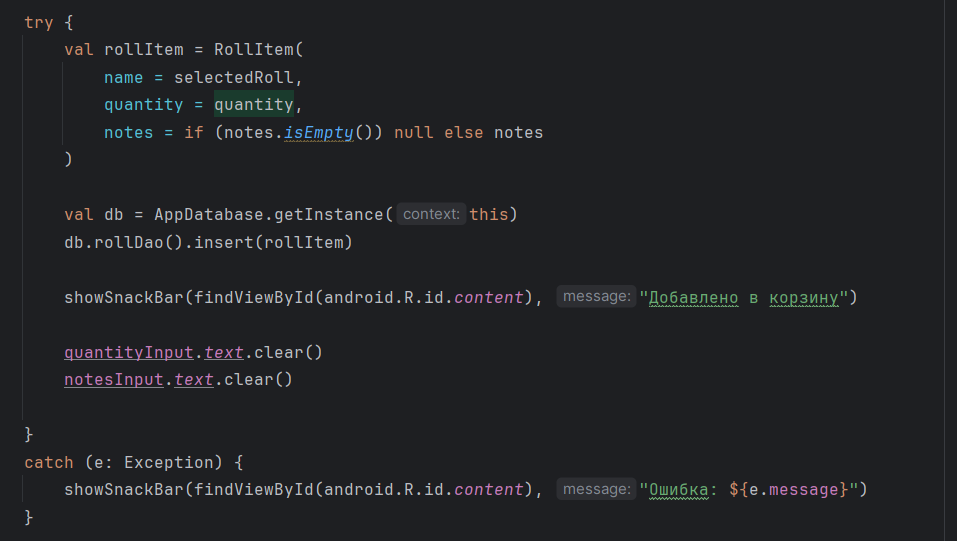 try {
val rollItem = RollItem(
name = selectedRoll,
quantity = quantity,
notes = if (notes.isEmpty()) null else notes
)
val db = AppDatabase.getInstance( context: this)
db.rollDao().insert(rollItem)
showSnackBar(findViewById(android.R.id.content), message: "Добавлено в корзину")
quantityInput.text.clear()
notesInput.text.clear()
}
catch (e: Exception) {
showSnackBar(findViewById(android.R.id.content), message: "Ошибка: ${e.message}")
}